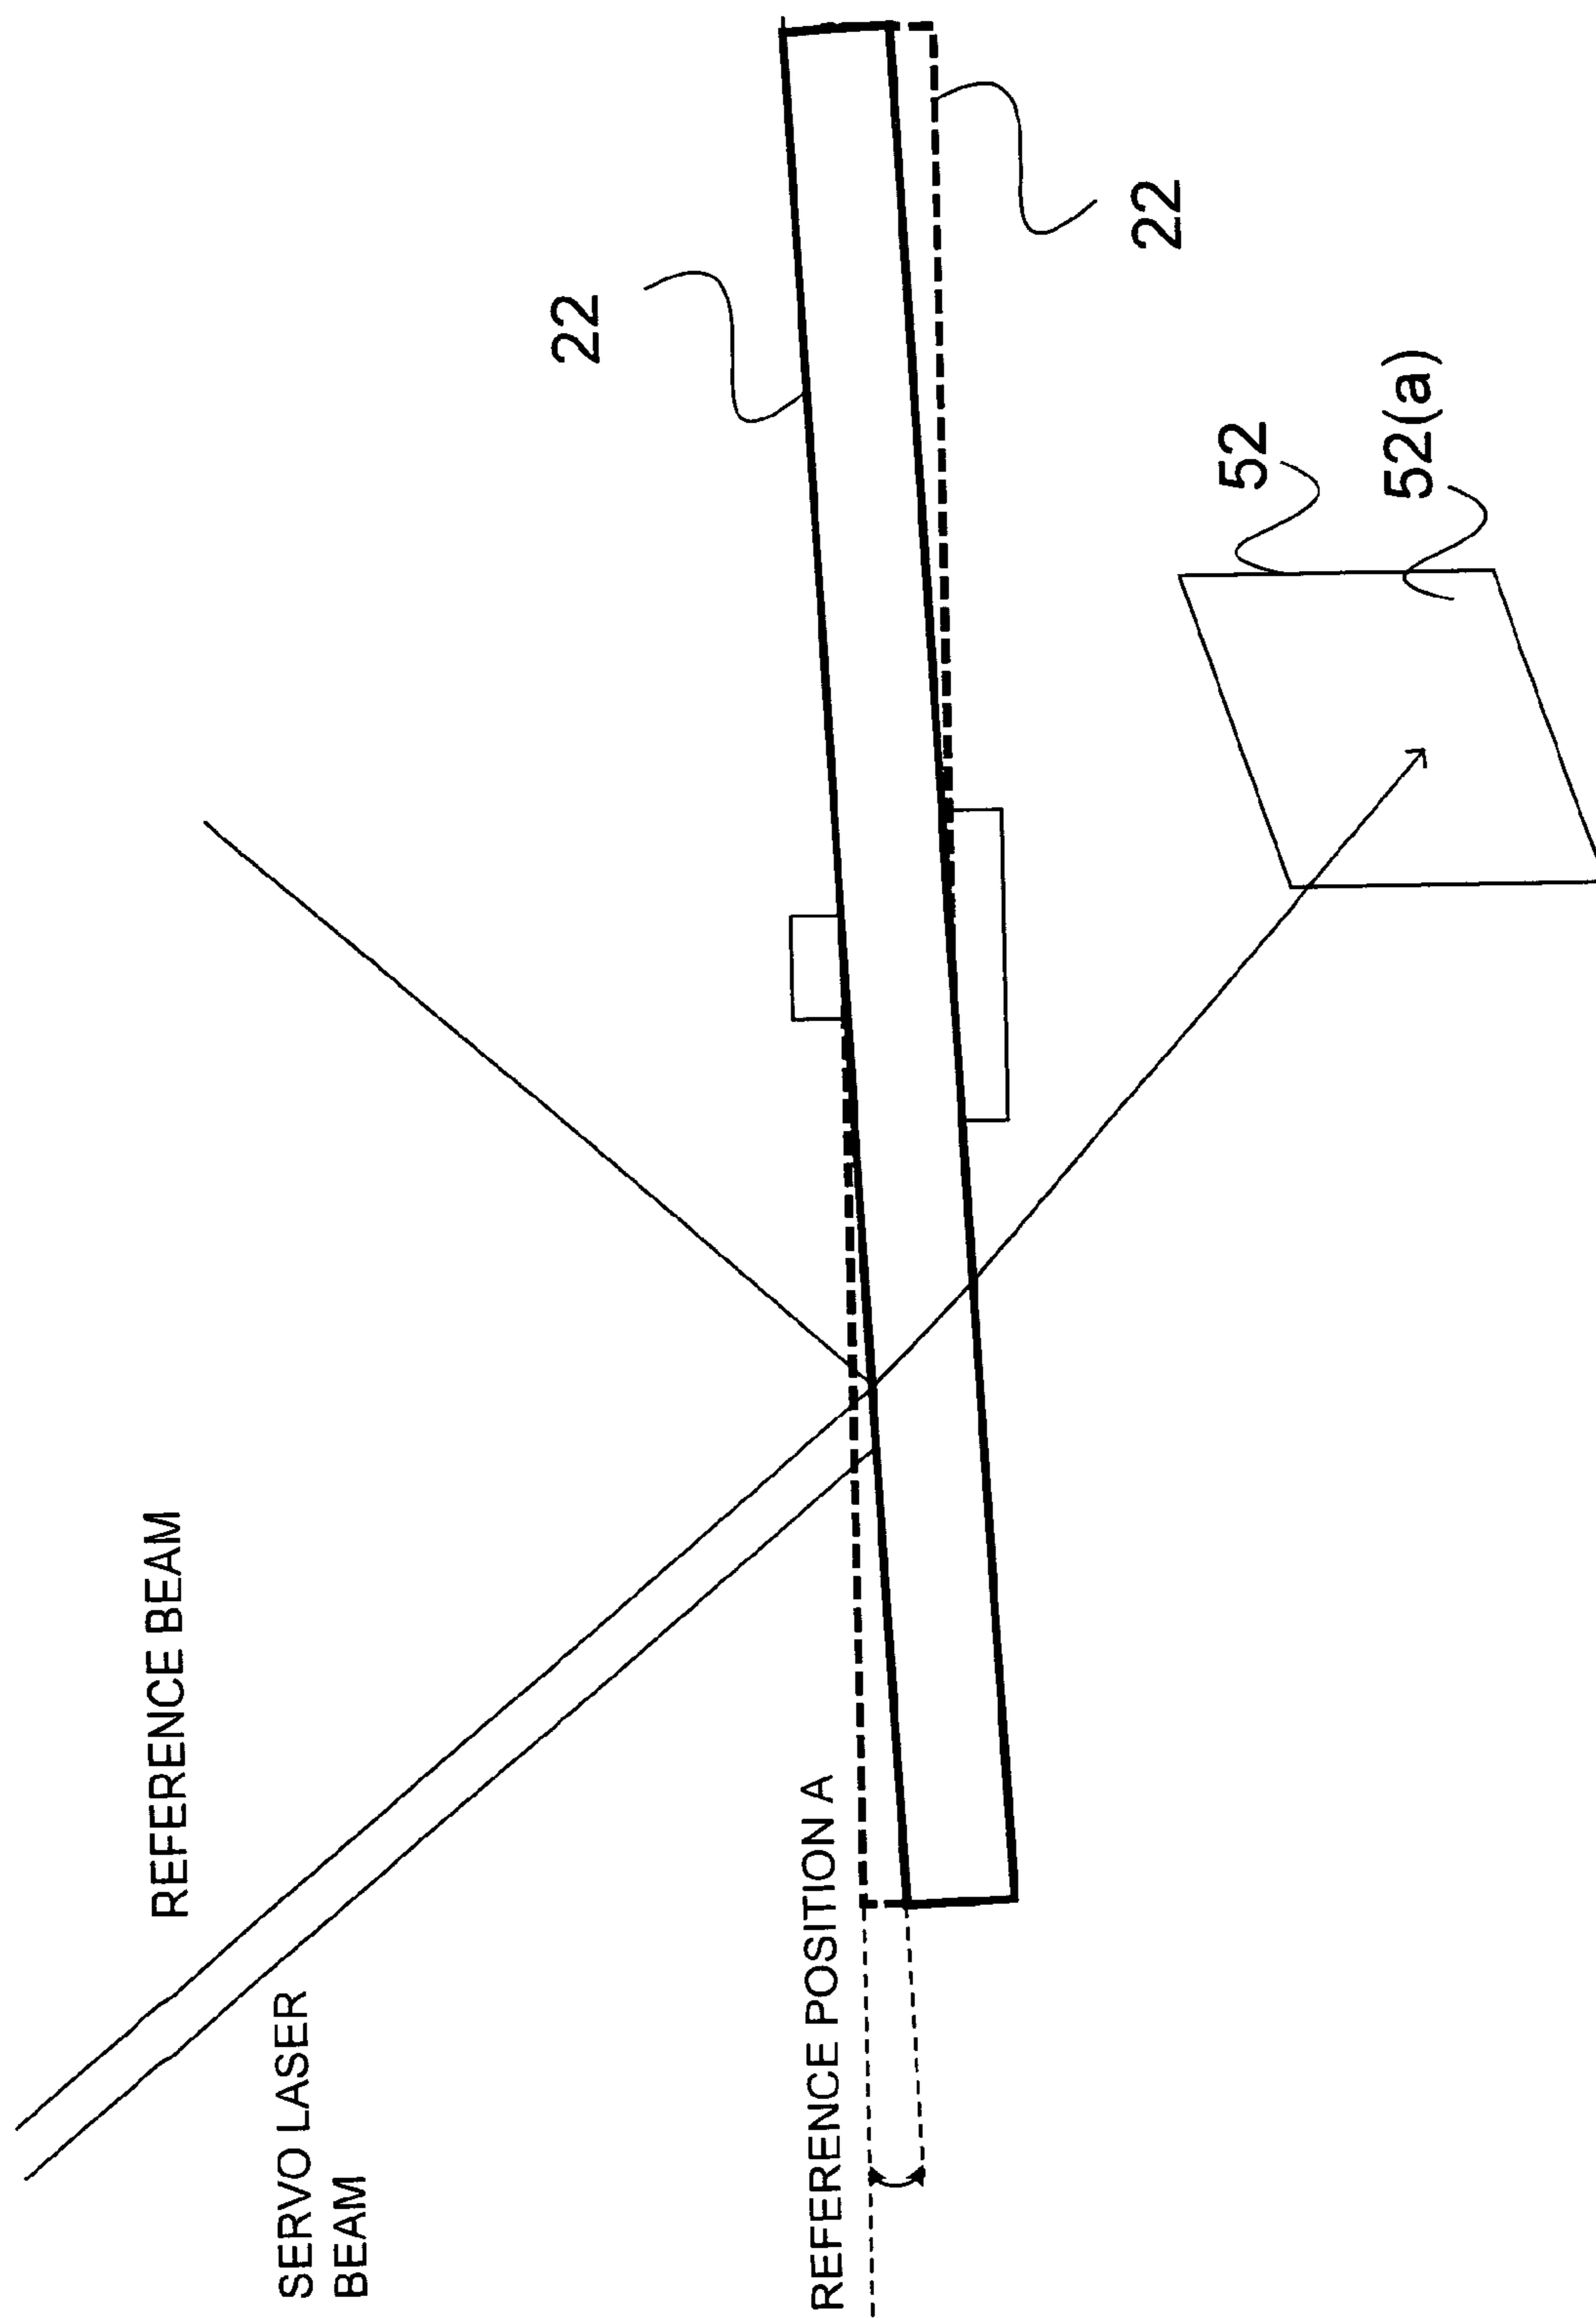 REFERENCE BEAM
SERVO LASER
BEAM
REFERENCE POSITION A
22
22
52
52(a)